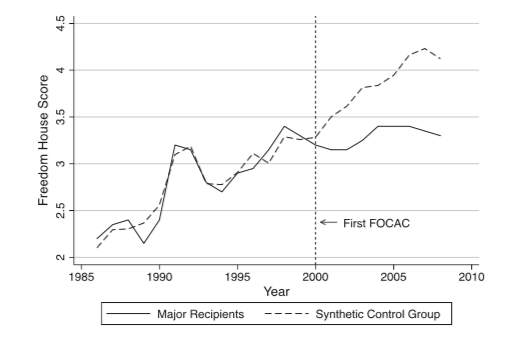 Freedom House Score
4.5
4
3.5
3
2.5
2
First FOCAC
1985 1990 1995 2000 2005 2010
Year
Major Recipients Synthetic Control Group